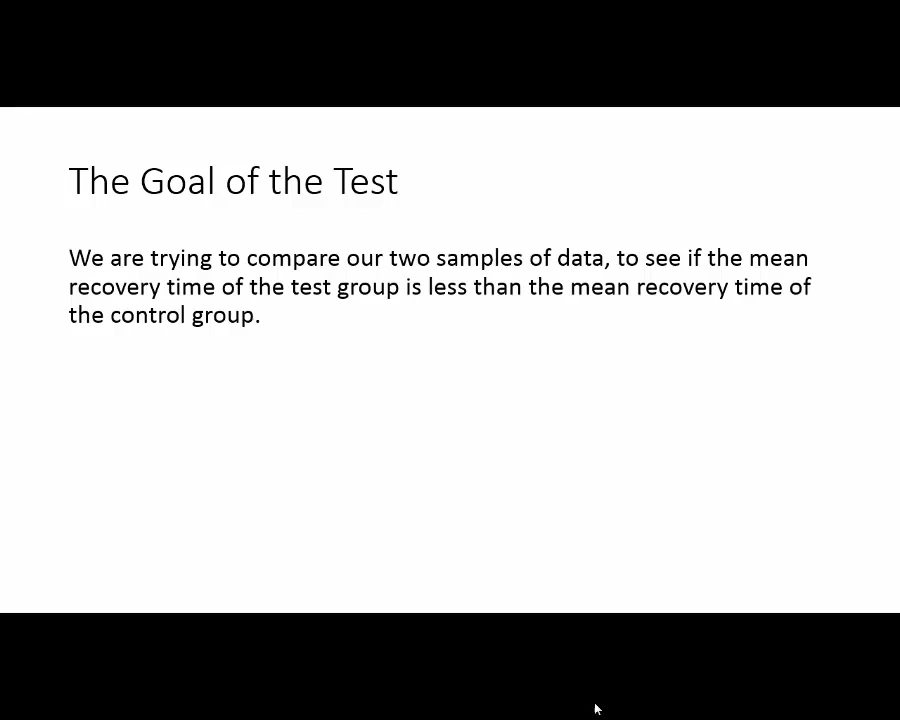 The Goal of the Test
We are trying to compare our two samples of data, to see if the mean
recovery time of the test group is less than the mean recovery time of
the control group.